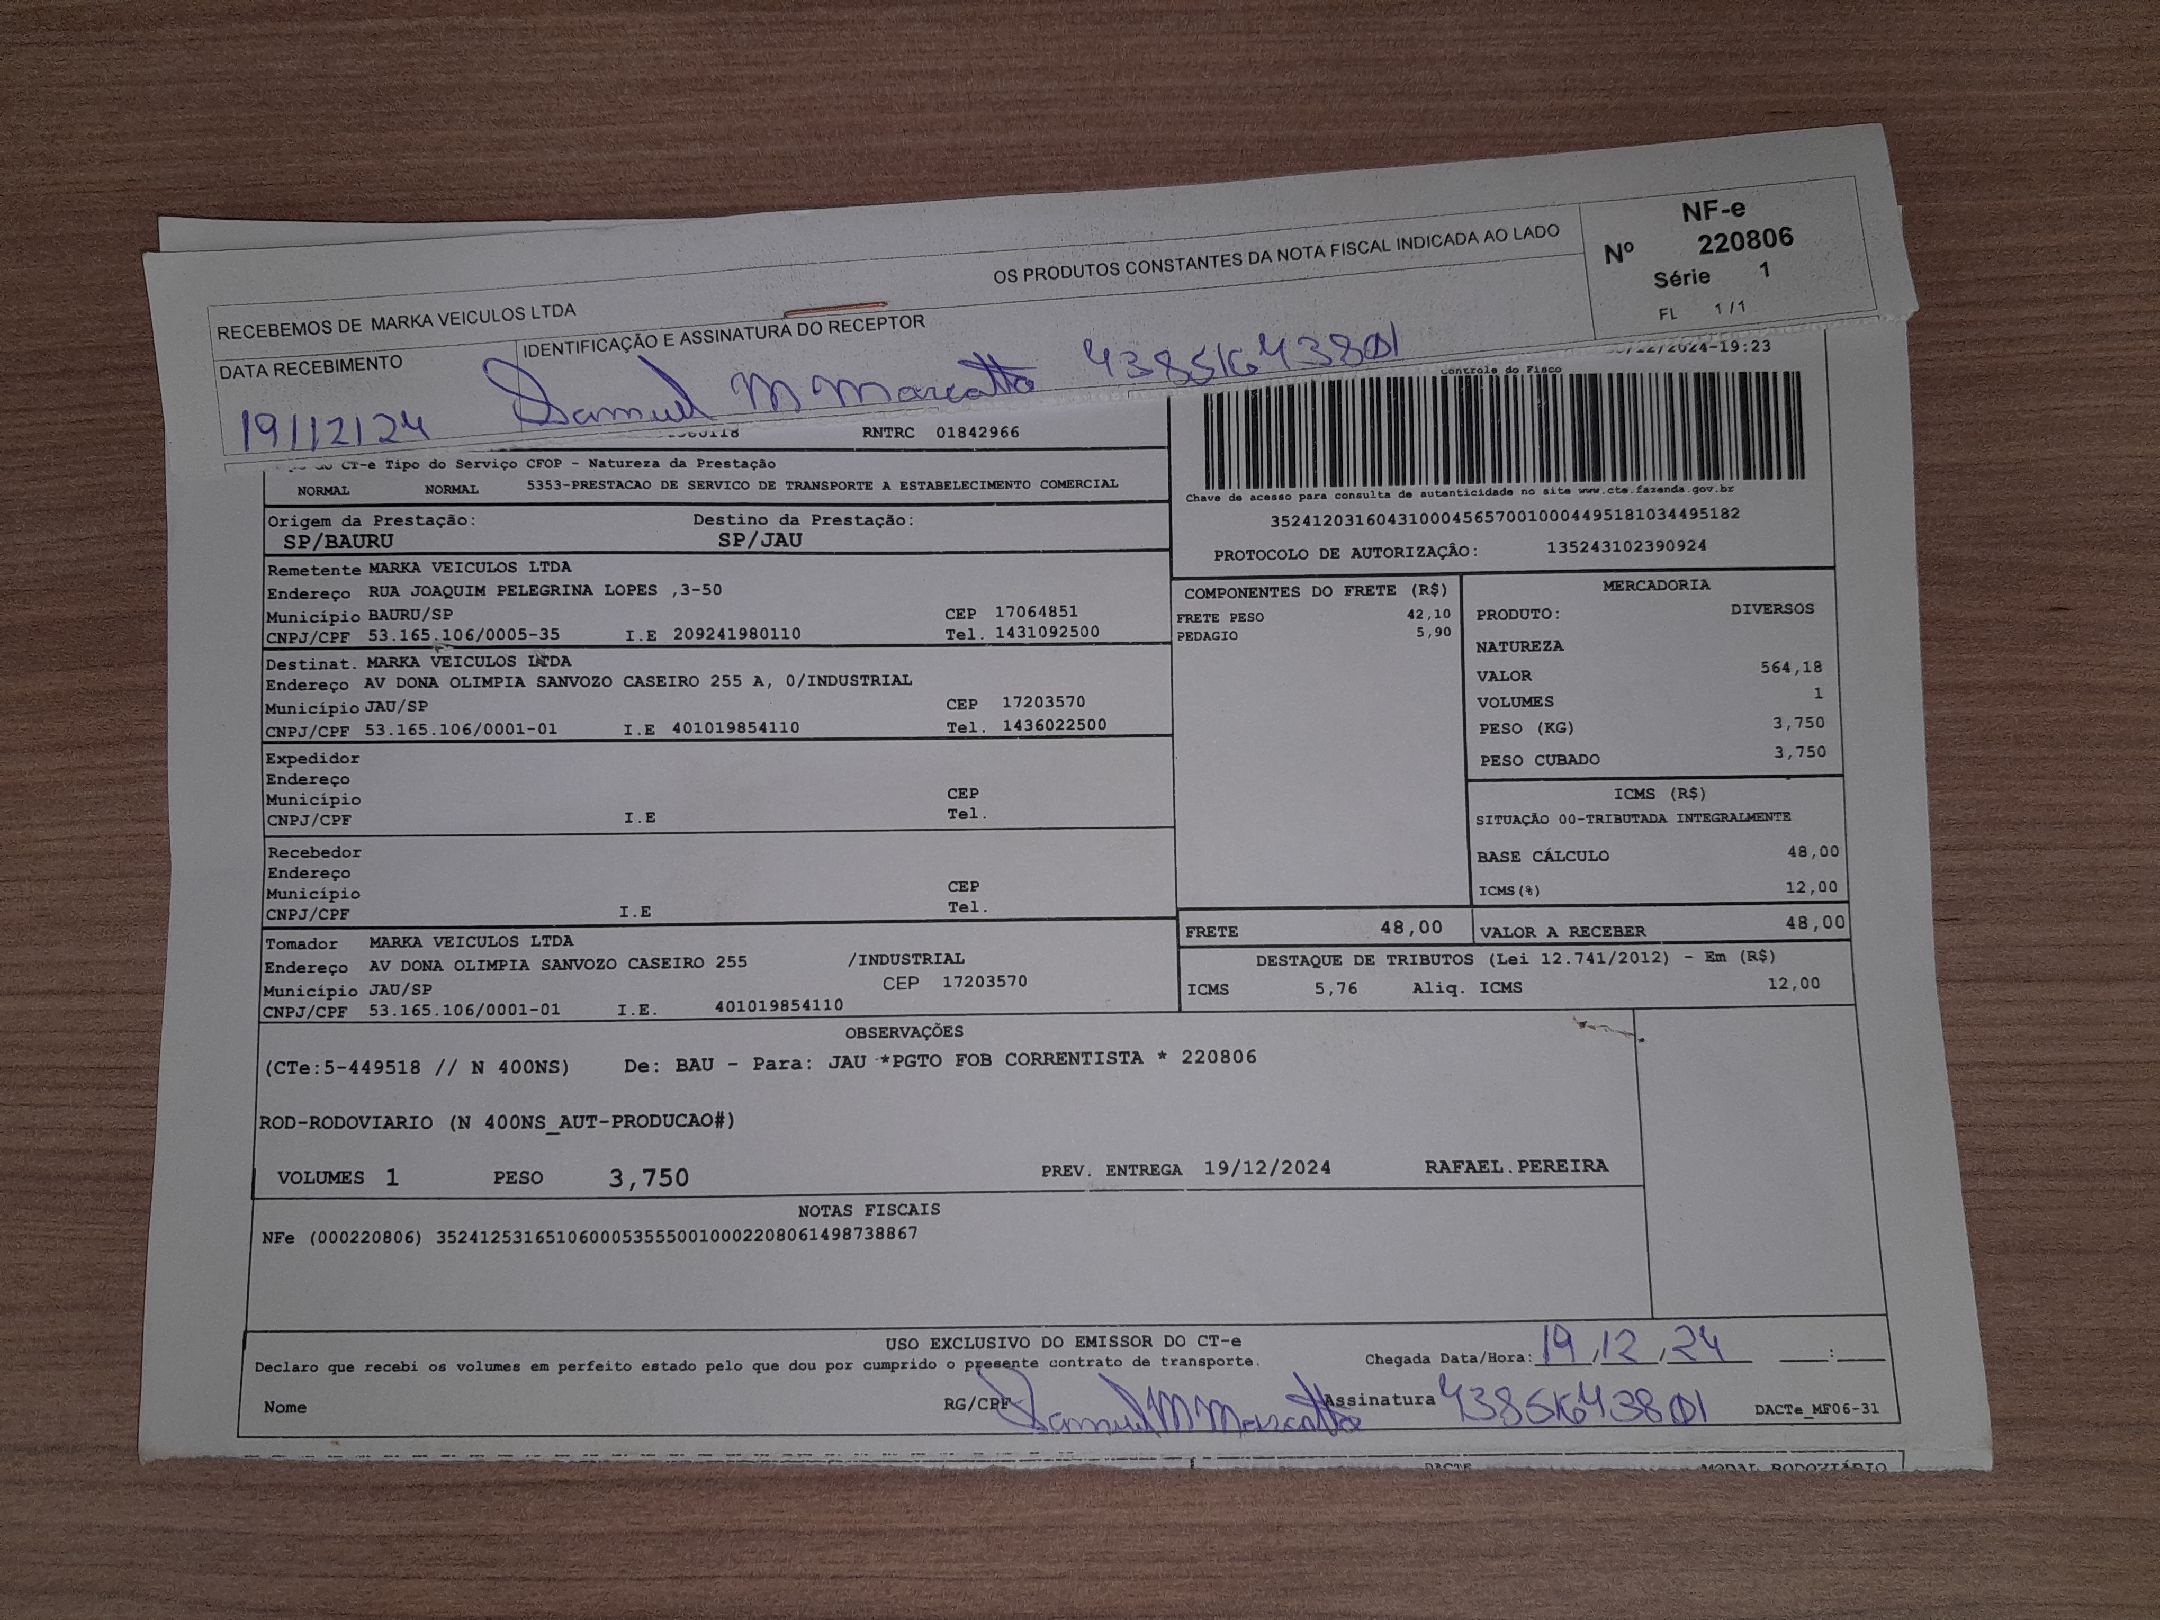 RECEBEMOS DE MARKA VEICULOS LTDA OS PRODUTOS CONSTANTES DA NOTA FISCAL INDICADA AO LADO
NF-e
Nº 220806
Série 1
FL 1 / 1
DATA RECEBIMENTO IDENTIFICAÇÃO E ASSINATURA DO RECEPTOR
19/12/24 Samuel M Marcatto 4385643801
2024-19:23
Controle do Fisco
RNTRC 01842966
CT-e Tipo do Serviço CFOP - Natureza da Prestação
NORMAL NORMAL 5353-PRESTACAO DE SERVICO DE TRANSPORTE A ESTABELECIMENTO COMERCIAL
Chave de acesso para consulta de autenticidade no site www.cte.fazenda.gov.br
35241203160431000456570010004495181034495182
PROTOCOLO DE AUTORIZAÇÃO: 135243102390924
Origem da Prestação: Destino da Prestação:
SP/BAURU SP/JAU
Remetente MARKA VEICULOS LTDA
Endereço RUA JOAQUIM PELEGRINA LOPES ,3-50
Município BAURU/SP CEP 17064851
CNPJ/CPF 53.165.106/0005-35 I.E 209241980110 Tel. 1431092500
Destinat. MARKA VEICULOS LTDA
Endereço AV DONA OLIMPIA SANVOZO CASEIRO 255 A, 0/INDUSTRIAL
Município JAU/SP CEP 17203570
CNPJ/CPF 53.165.106/0001-01 I.E 401019854110 Tel. 1436022500
Expedidor
Endereço
Município CEP
CNPJ/CPF I.E Tel.
Recebedor
Endereço
Município CEP
CNPJ/CPF I.E Tel.
Tomador MARKA VEICULOS LTDA
Endereço AV DONA OLIMPIA SANVOZO CASEIRO 255 /INDUSTRIAL
Município JAU/SP CEP 17203570
CNPJ/CPF 53.165.106/0001-01 I.E. 401019854110
COMPONENTES DO FRETE (R$)
FRETE PESO 42,10
PEDAGIO 5,90
MERCADORIA
PRODUTO: DIVERSOS
NATUREZA
VALOR 564,18
VOLUMES 1
PESO (KG) 3,750
PESO CUBADO 3,750
ICMS (R$)
SITUAÇÃO 00-TRIBUTADA INTEGRALMENTE
BASE CÁLCULO 48,00
ICMS(%) 12,00
FRETE 48,00 VALOR A RECEBER 48,00
DESTAQUE DE TRIBUTOS (Lei 12.741/2012) - Em (R$)
ICMS 5,76 Aliq. ICMS 12,00
OBSERVAÇÕES
(CTe:5-449518 // N 400NS) De: BAU - Para: JAU *PGTO FOB CORRENTISTA * 220806
ROD-RODOVIARIO (N 400NS_AUT-PRODUCAO#)
VOLUMES 1 PESO 3,750 PREV. ENTREGA 19/12/2024 RAFAEL.PEREIRA
NOTAS FISCAIS
NFe (000220806) 35241253165106000535550010002208061498738867
USO EXCLUSIVO DO EMISSOR DO CT-e
Declaro que recebi os volumes em perfeito estado pelo que dou por cumprido o presente contrato de transporte. Chegada Data/Hora: 19,12,24 :
Nome RG/CPF Samuel M Marcatto Assinatura 4385643801 DACTe_MF06-31
DACTE MODAL RODOVIÁRIO